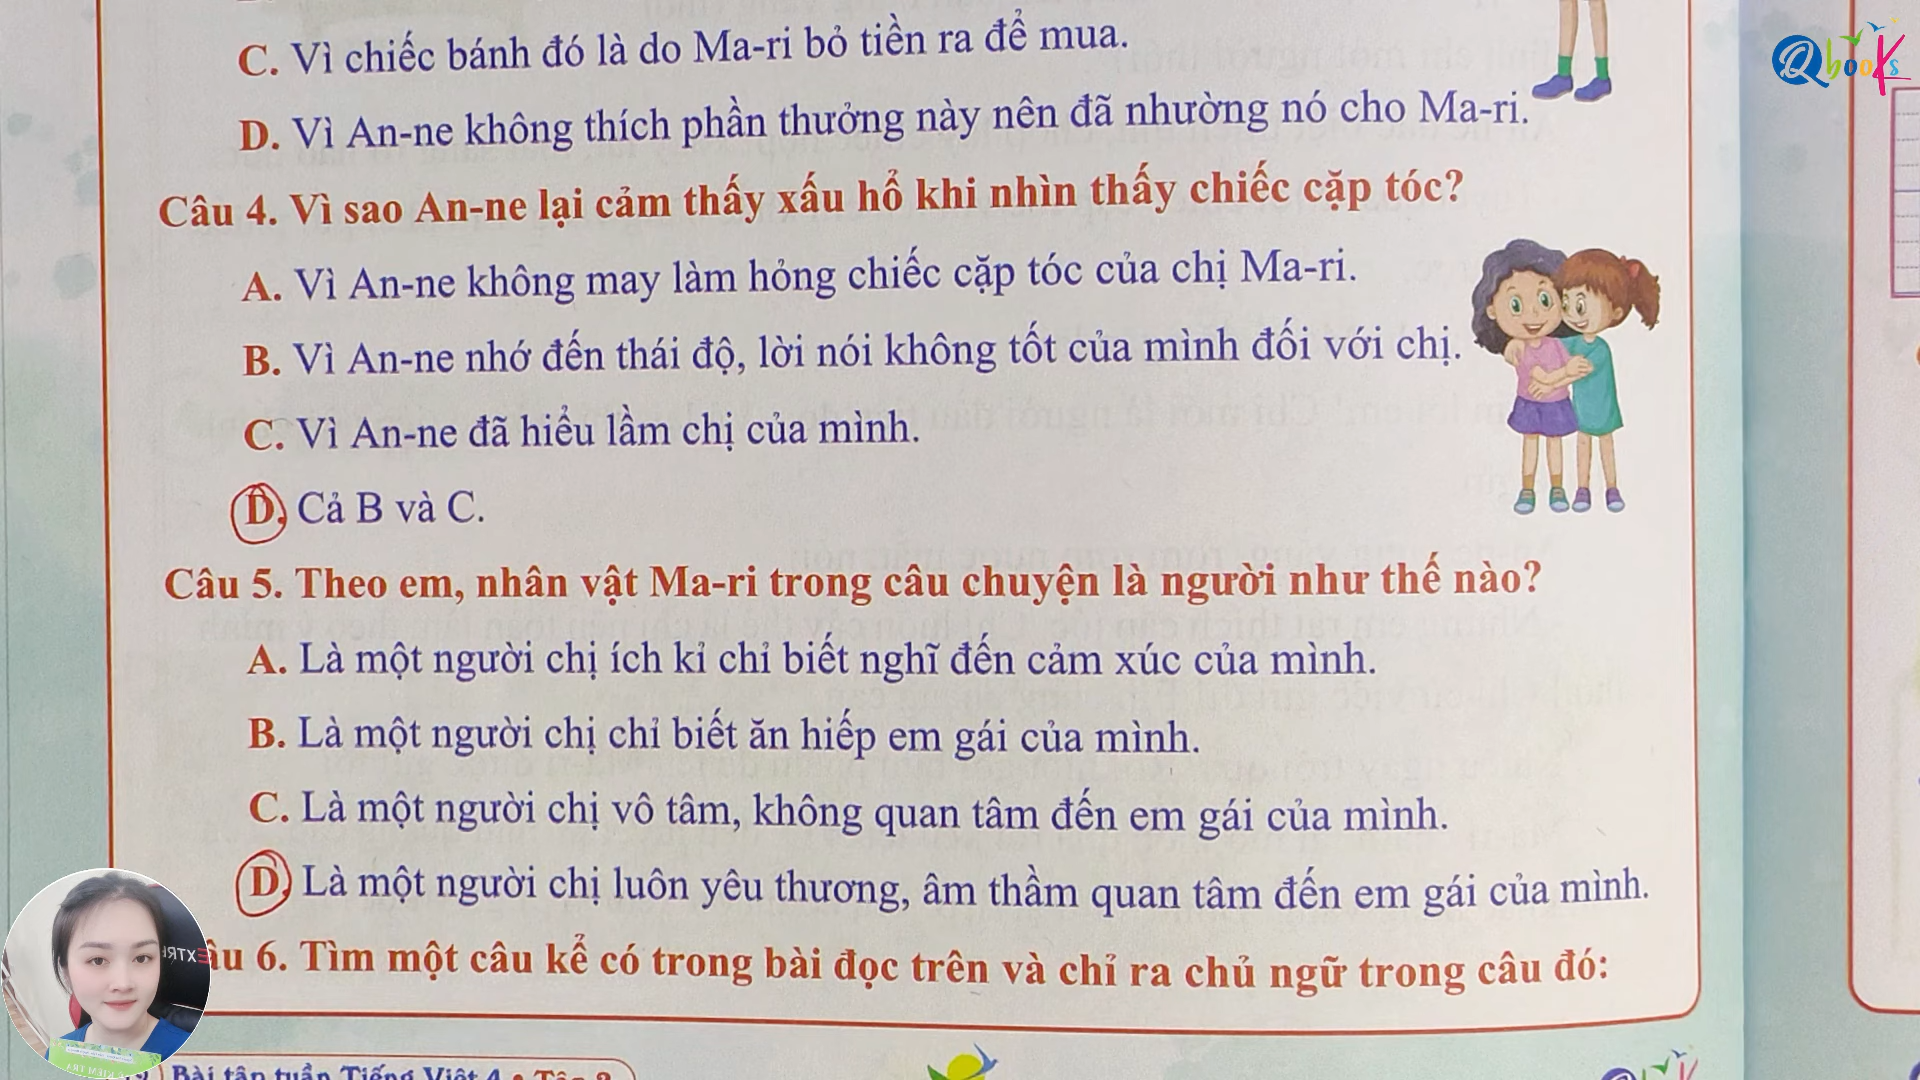 C. Vì chiếc bánh đó là do Ma-ri bỏ tiền ra để mua.
Qbooks
D. Vì An-ne không thích phần thưởng này nên đã nhường nó cho Ma-ri.
Câu 4. Vì sao An-ne lại cảm thấy xấu hổ khi nhìn thấy chiếc cặp tóc?
A. Vì An-ne không may làm hỏng chiếc cặp tóc của chị Ma-ri.
B. Vì An-ne nhớ đến thái độ, lời nói không tốt của mình đối với chị.
C. Vì An-ne đã hiểu lầm chị của mình.
D. Cả B và C.
Câu 5. Theo em, nhân vật Ma-ri trong câu chuyện là người như thế nào?
A. Là một người chị ích kỉ chỉ biết nghĩ đến cảm xúc của mình.
B. Là một người chị chỉ biết ăn hiếp em gái của mình.
C. Là một người chị vô tâm, không quan tâm đến em gái của mình.
D. Là một người chị luôn yêu thương, âm thầm quan tâm đến em gái của mình.
âu 6. Tìm một câu kể có trong bài đọc trên và chỉ ra chủ ngữ trong câu đó:
Bài tập tuần Tiếng Việt 4